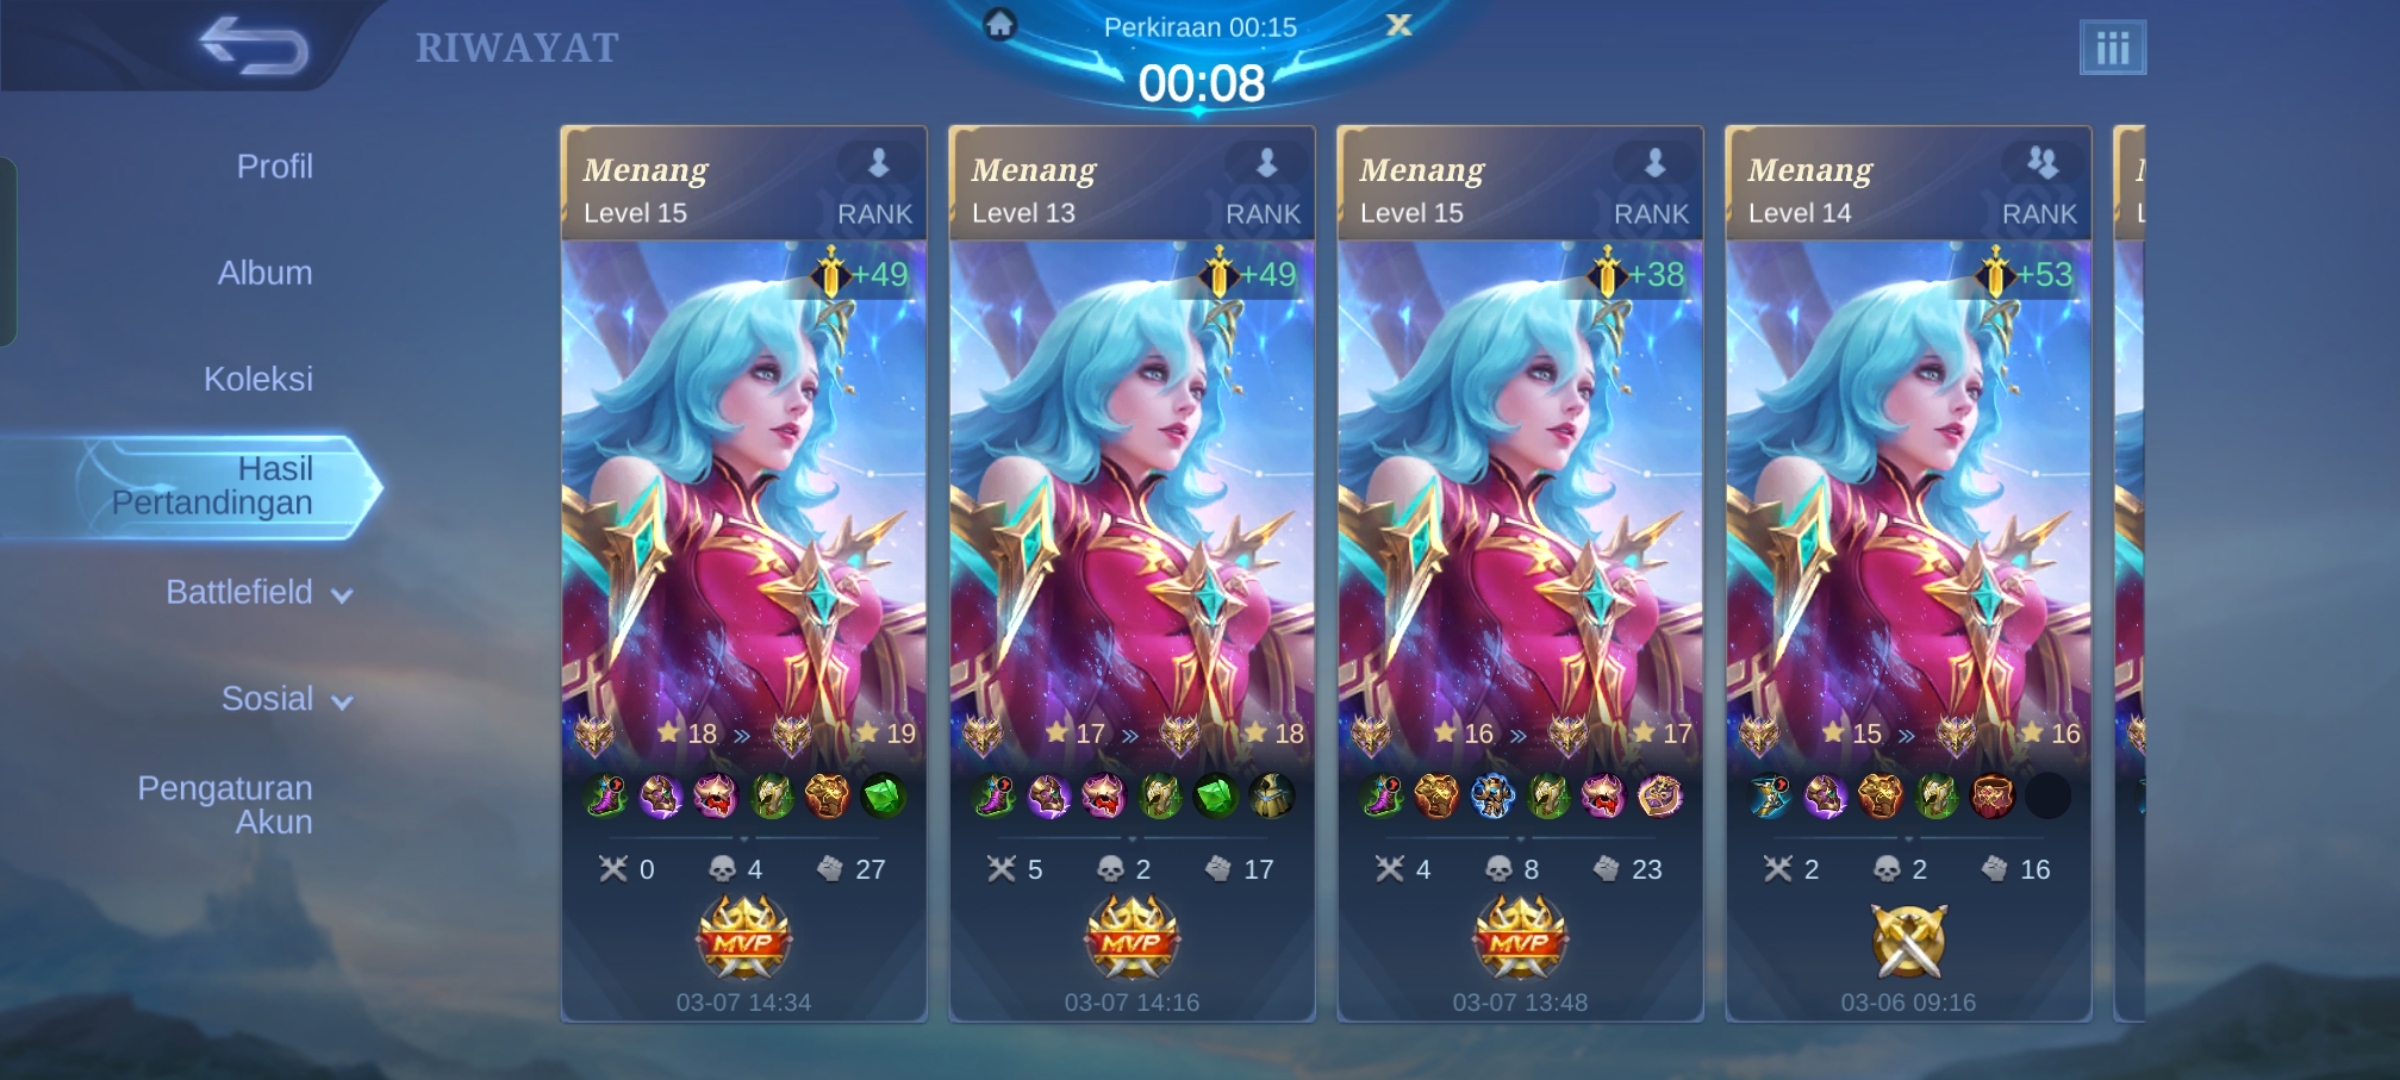 RIWAYAT
Perkiraan 00:15
00:08
Profil
Album
Koleksi
Hasil
Pertandingan
Battlefield
Sosial
Pengaturan
Akun
Menang
Level 15
RANK
+49
18 » 19
0 4 27
MVP
03-07 14:34
Menang
Level 13
RANK
+49
17 » 18
5 2 17
MVP
03-07 14:16
Menang
Level 15
RANK
+38
16 » 17
4 8 23
MVP
03-07 13:48
Menang
Level 14
RANK
+53
15 » 16
2 2 16
03-06 09:16